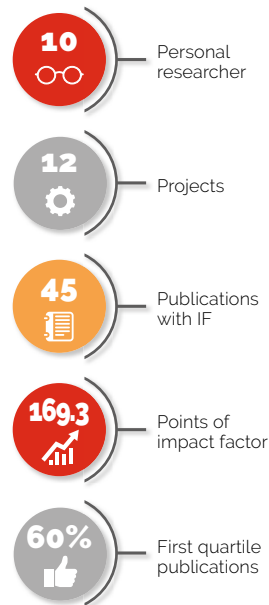 10
Personal
researcher
12
Projects
45
Publications
with IF
169.3
Points of
impact factor
60%
First quartile
publications